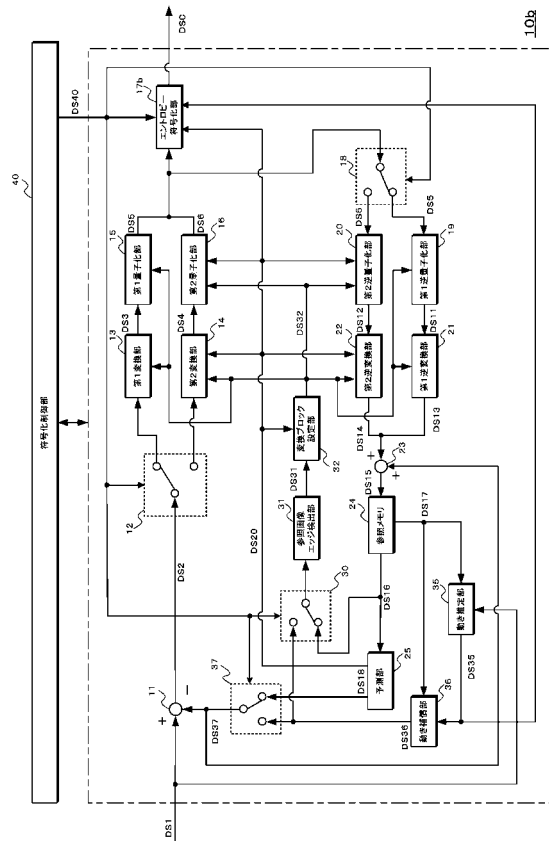 40
符号化制御部
DS40
DSC
10b
17b
エントロピー
符号化部
15
第1量子化部
DS5
DS6
16
第2量子化部
DS3
DS4
13
第1変換部
14
第2変換部
12
DS2
11
+
−
DS1
DS37
37
18
DS6
DS5
20
第2逆量子化部
19
第1逆量子化部
DS32
DS12
DS11
22
第2逆変換部
21
第1逆変換部
DS14
DS13
変換ブロック
設定部
32
DS31
31
参照画像
エッジ検出部
30
DS20
+
+
23
DS15
24
参照メモリ
DS17
DS16
DS18
25
予測部
35
動き推定部
DS35
36
動き補償部
DS36